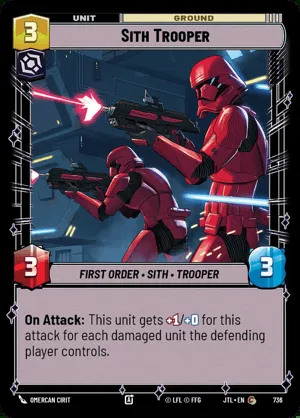 UNIT GROUND
3 SITH TROOPER
3 3
FIRST ORDER • SITH • TROOPER
On Attack: This unit gets +1/+0 for this
attack for each damaged unit the defending
player controls.
OMERCAN CIRIT © LFL © FFG JTL • EN C 736